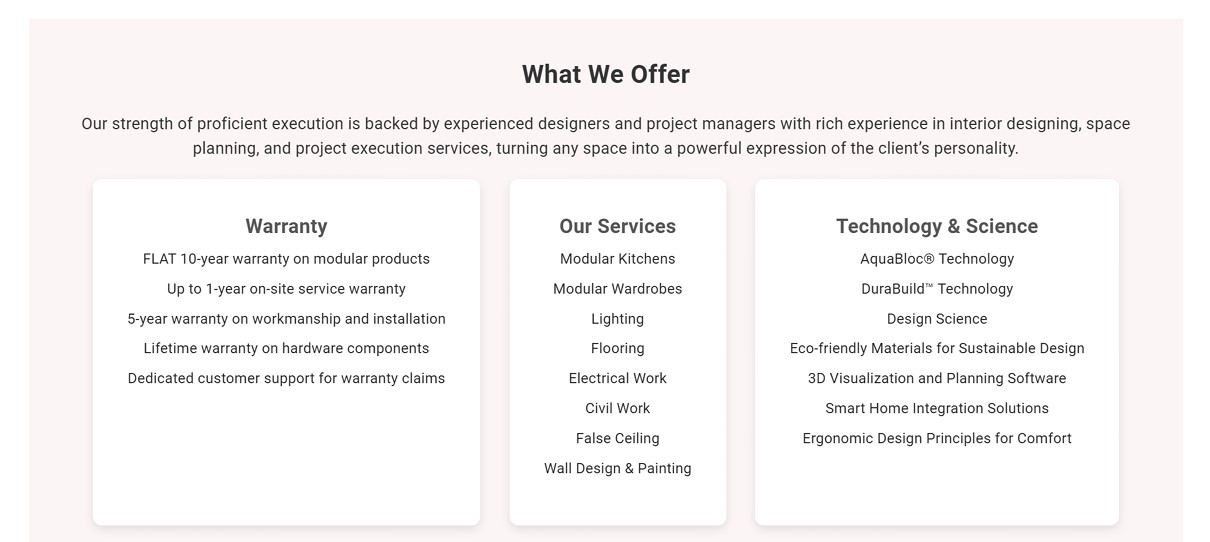 What We Offer
Our strength of proficient execution is backed by experienced designers and project managers with rich experience in interior designing, space
planning, and project execution services, turning any space into a powerful expression of the client’s personality.
Warranty
FLAT 10-year warranty on modular products
Up to 1-year on-site service warranty
5-year warranty on workmanship and installation
Lifetime warranty on hardware components
Dedicated customer support for warranty claims
Our Services
Modular Kitchens
Modular Wardrobes
Lighting
Flooring
Electrical Work
Civil Work
False Ceiling
Wall Design & Painting
Technology & Science
AquaBloc® Technology
DuraBuild™ Technology
Design Science
Eco-friendly Materials for Sustainable Design
3D Visualization and Planning Software
Smart Home Integration Solutions
Ergonomic Design Principles for Comfort